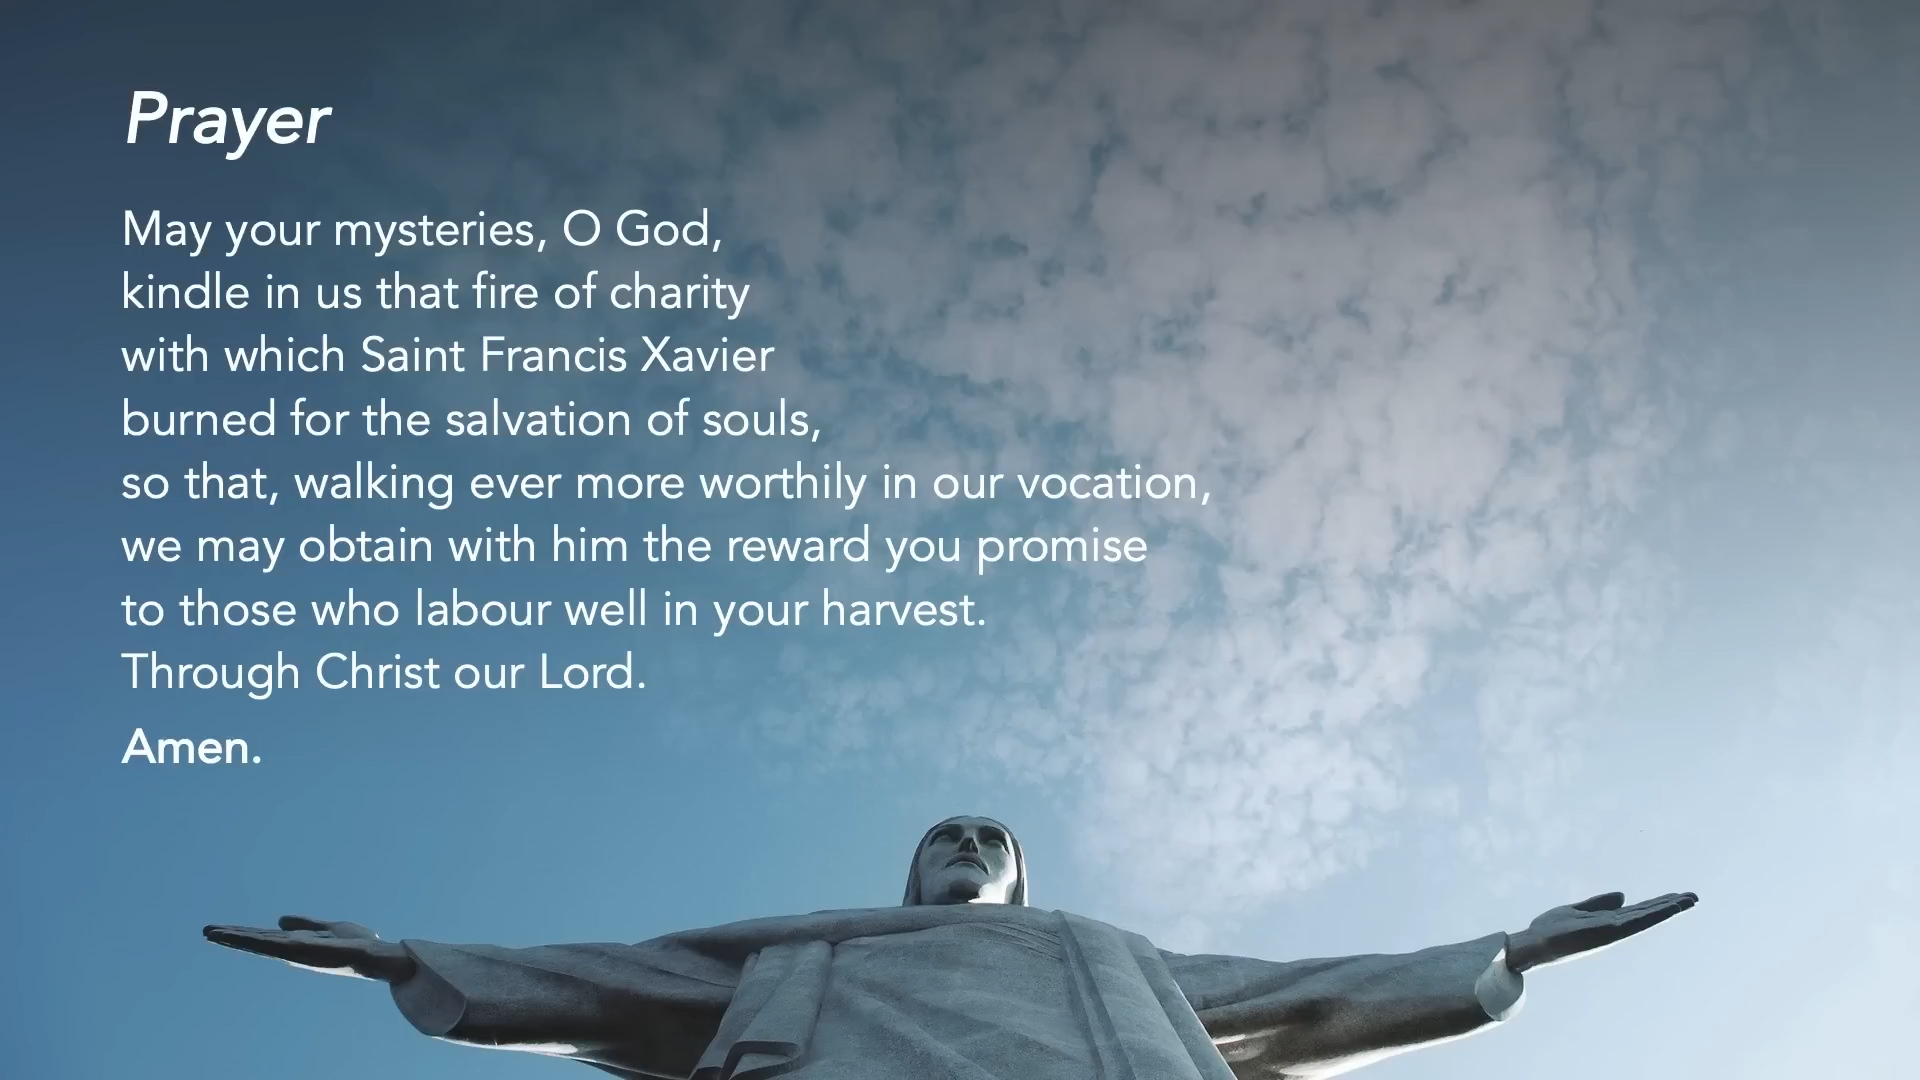 Prayer
May your mysteries, O God,
kindle in us that fire of charity
with which Saint Francis Xavier
burned for the salvation of souls,
so that, walking ever more worthily in our vocation,
we may obtain with him the reward you promise
to those who labour well in your harvest.
Through Christ our Lord.
Amen.